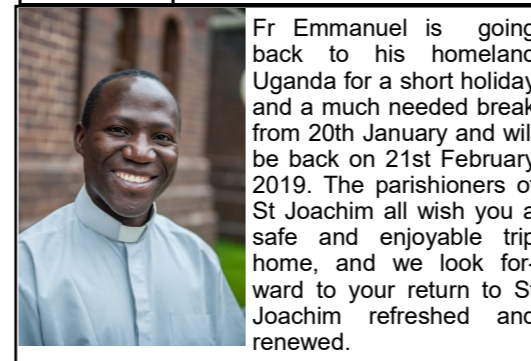 Fr Emmanuel is going
back to his homeland
Uganda for a short holiday
and a much needed break
from 20th January and will
be back on 21st February
2019. The parishioners of
St Joachim all wish you a
safe and enjoyable trip
home, and we look for-
ward to your return to St
Joachim refreshed and
renewed.